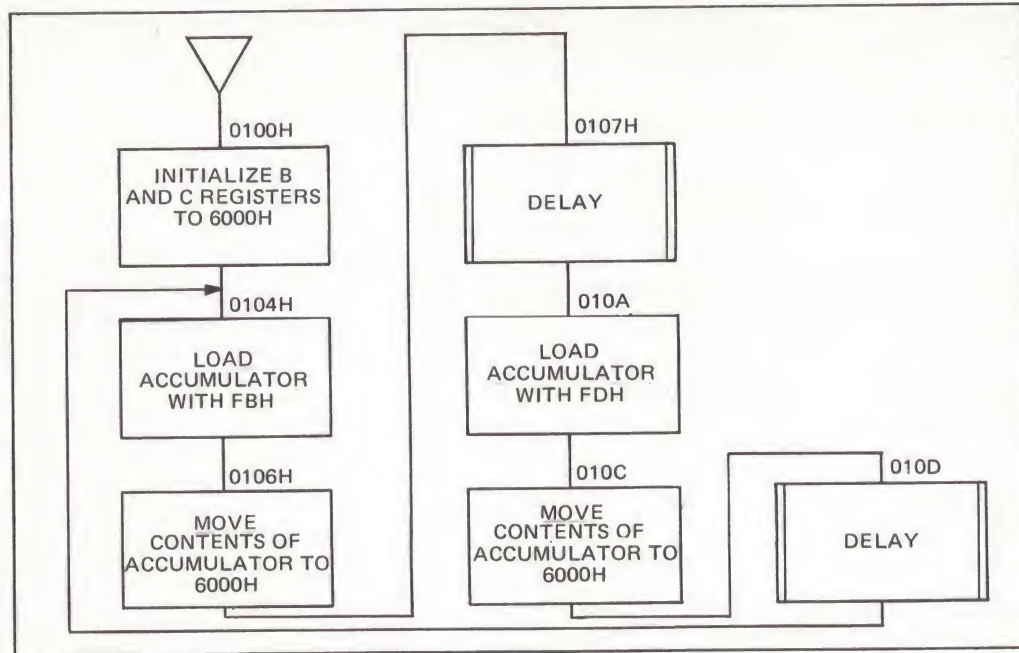 0100H
INITIALIZE B
AND C REGISTERS
TO 6000H
0104H
LOAD
ACCUMULATOR
WITH FBH
0106H
MOVE
CONTENTS OF
ACCUMULATOR TO
6000H
0107H
DELAY
010A
LOAD
ACCUMULATOR
WITH FDH
010C
MOVE
CONTENTS OF
ACCUMULATOR TO
6000H
010D
DELAY